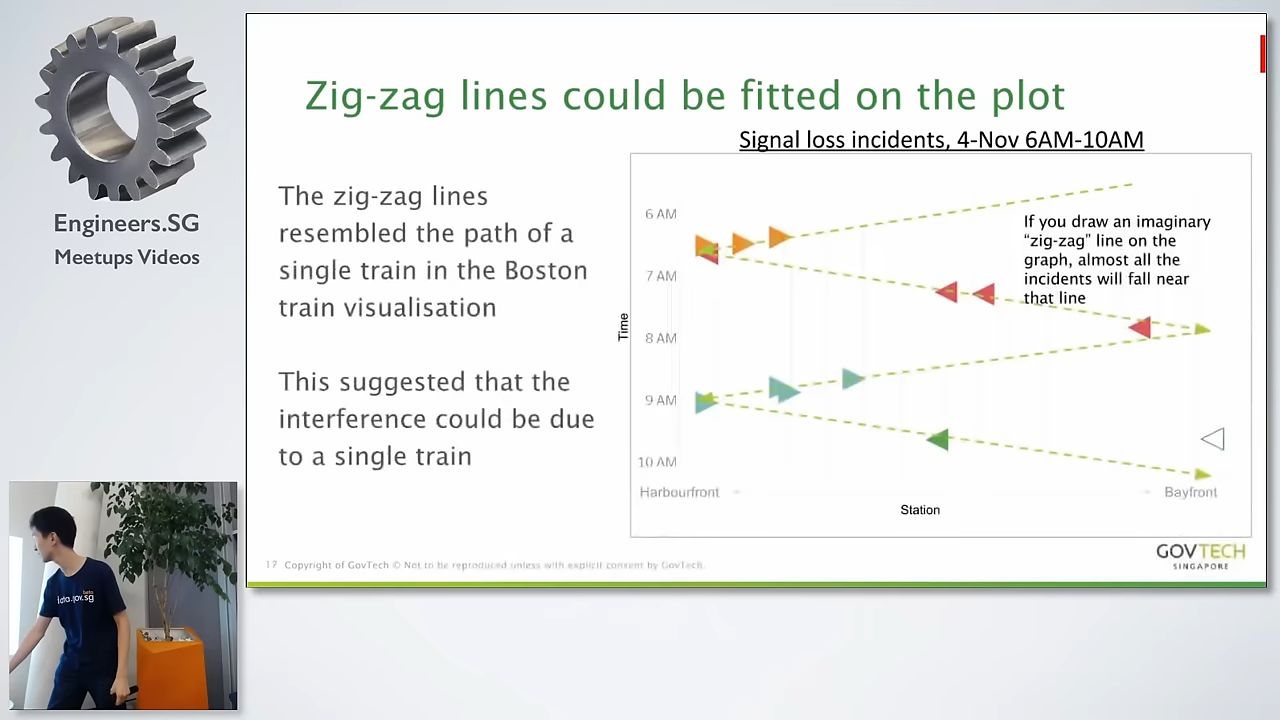 Engineers.SG
Meetups Videos
Zig-zag lines could be fitted on the plot
Signal loss incidents, 4-Nov 6AM-10AM
The zig-zag lines
resembled the path of a
single train in the Boston
train visualisation
This suggested that the
interference could be due
to a single train
If you draw an imaginary
“zig-zag” line on the
graph, almost all the
incidents will fall near
that line
Time
6 AM
7 AM
8 AM
9 AM
10 AM
Harbourfront
Bayfront
Station
17 Copyright of GovTech © Not to be reproduced unless with explicit consent by GovTech.
GOVTECH
SINGAPORE
beta
data.gov.sg